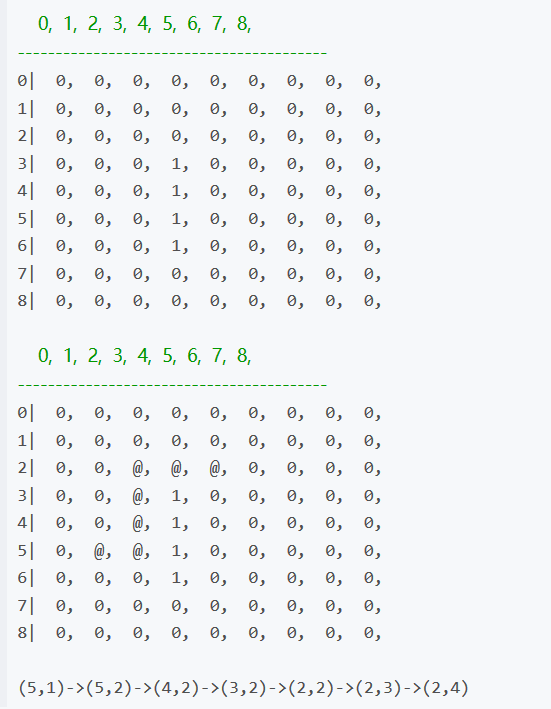 0, 1, 2, 3, 4, 5, 6, 7, 8,
-----------------------------------------
0| 0, 0, 0, 0, 0, 0, 0, 0, 0,
1| 0, 0, 0, 0, 0, 0, 0, 0, 0,
2| 0, 0, 0, 0, 0, 0, 0, 0, 0,
3| 0, 0, 0, 1, 0, 0, 0, 0, 0,
4| 0, 0, 0, 1, 0, 0, 0, 0, 0,
5| 0, 0, 0, 1, 0, 0, 0, 0, 0,
6| 0, 0, 0, 1, 0, 0, 0, 0, 0,
7| 0, 0, 0, 0, 0, 0, 0, 0, 0,
8| 0, 0, 0, 0, 0, 0, 0, 0, 0,
0, 1, 2, 3, 4, 5, 6, 7, 8,
-----------------------------------------
0| 0, 0, 0, 0, 0, 0, 0, 0, 0,
1| 0, 0, 0, 0, 0, 0, 0, 0, 0,
2| 0, 0, @, @, @, 0, 0, 0, 0,
3| 0, 0, @, 1, 0, 0, 0, 0, 0,
4| 0, 0, @, 1, 0, 0, 0, 0, 0,
5| 0, @, @, 1, 0, 0, 0, 0, 0,
6| 0, 0, 0, 1, 0, 0, 0, 0, 0,
7| 0, 0, 0, 0, 0, 0, 0, 0, 0,
8| 0, 0, 0, 0, 0, 0, 0, 0, 0,
(5,1)->(5,2)->(4,2)->(3,2)->(2,2)->(2,3)->(2,4)